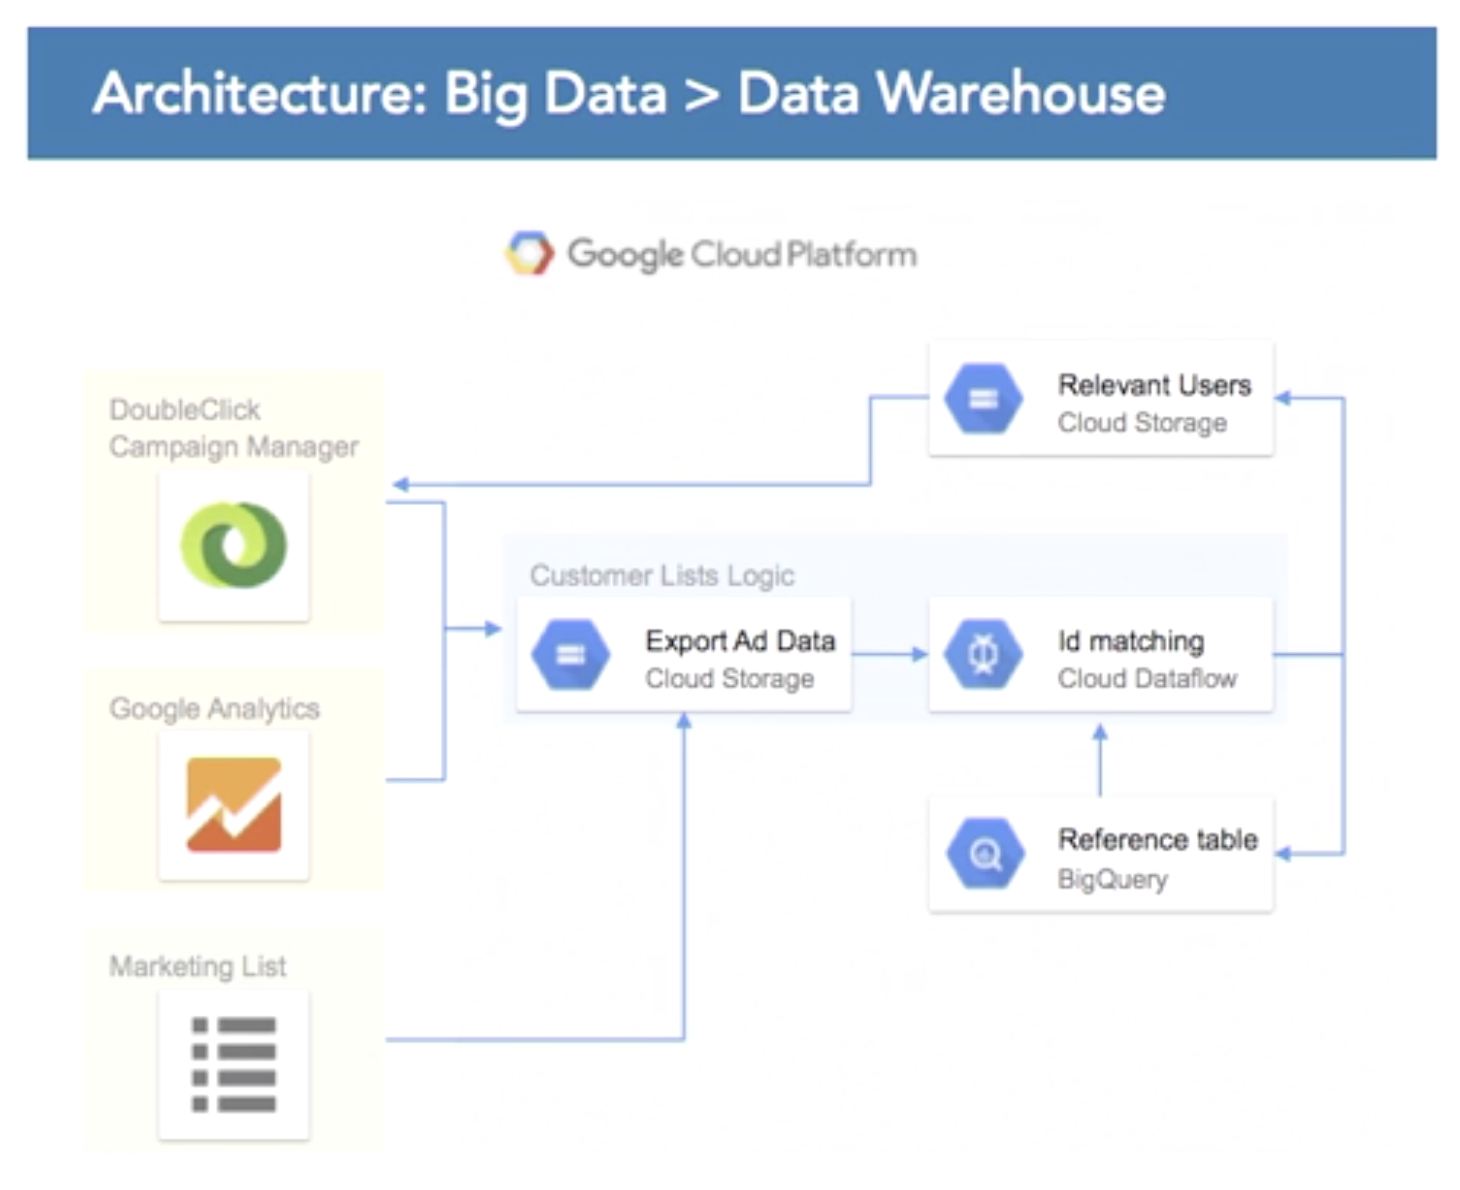 Architecture: Big Data > Data Warehouse
Google Cloud Platform
DoubleClick
Campaign Manager
Relevant Users
Cloud Storage
Customer Lists Logic
Export Ad Data
Cloud Storage
Id matching
Cloud Dataflow
Google Analytics
Reference table
BigQuery
Marketing List